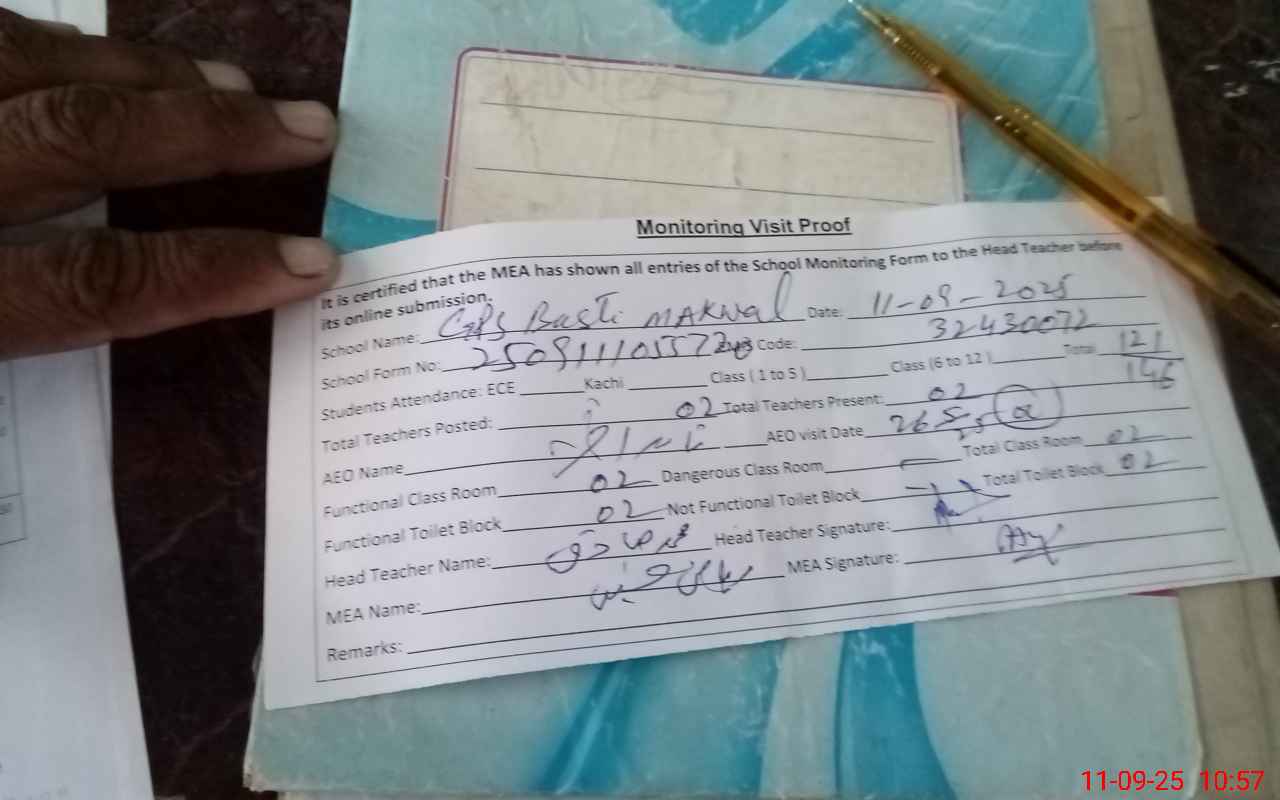 Monitoring Visit Proof
It is certified that the MEA has shown all entries of the School Monitoring Form to the Head Teacher before
its online submission.
School Name: GPS Basti MAKWAL Date: 11-09-2025
School Form No: Code: 32430072
Students Attendance: ECE Kachi Class ( 1 to 5 ) Class (6 to 12 ) Total 121
146
Total Teachers Posted: 02 Total Teachers Present: 02
AEO Name AEO visit Date
Functional Class Room 02 Dangerous Class Room Total Class Room 02
Functional Toilet Block 02 Not Functional Toilet Block Total Toilet Block 02
Head Teacher Name: Head Teacher Signature:
MEA Name: MEA Signature:
Remarks:
11-09-25 10:57